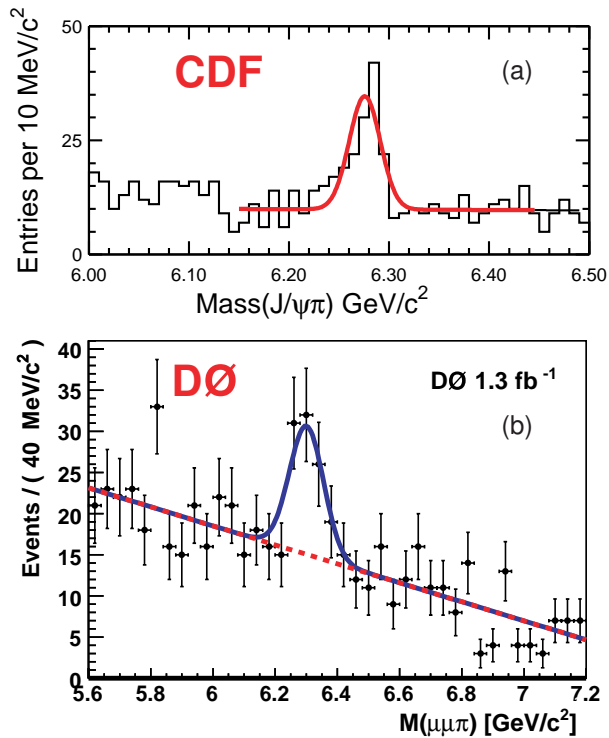 50
CDF
(a)
25
0
Entries per 10 MeV/c²
6.00 6.10 6.20 6.30 6.40 6.50
Mass(J/ψπ) GeV/c²
40
DØ
DØ 1.3 fb⁻¹
35
(b)
30
25
20
15
10
5
0
Events / ( 40 MeV/c² )
5.6 5.8 6 6.2 6.4 6.6 6.8 7 7.2
M(μμπ) [GeV/c²]